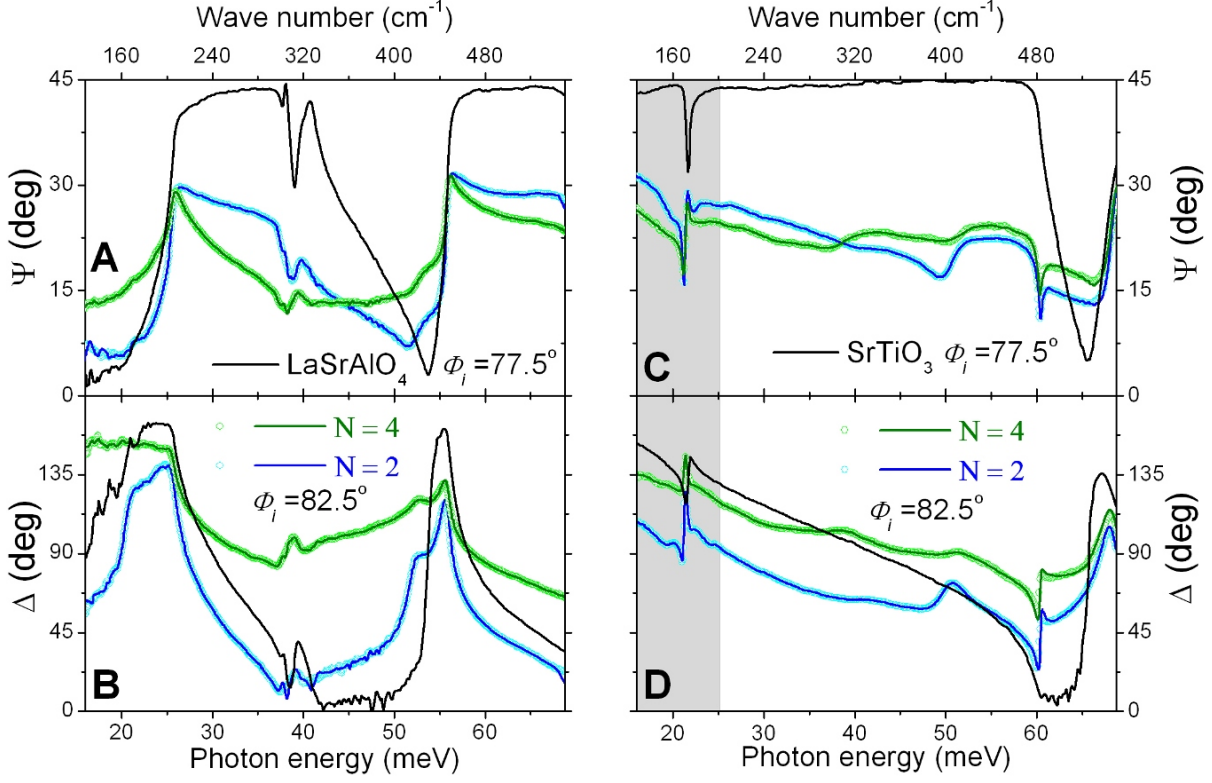 Wave number (cm⁻¹)
160 240 320 400 480
Wave number (cm⁻¹)
160 240 320 400 480
45
30
15
0
Ψ (deg)
A
LaSrAlO₄ Φᵢ =77.5°
45
30
15
0
Ψ (deg)
C
SrTiO₃ Φᵢ =77.5°
135
90
45
0
Δ (deg)
B
N = 4
N = 2
Φᵢ =82.5°
20 30 40 50 60
Photon energy (meV)
135
90
45
0
Δ (deg)
D
N = 4
N = 2
Φᵢ =82.5°
20 30 40 50 60
Photon energy (meV)